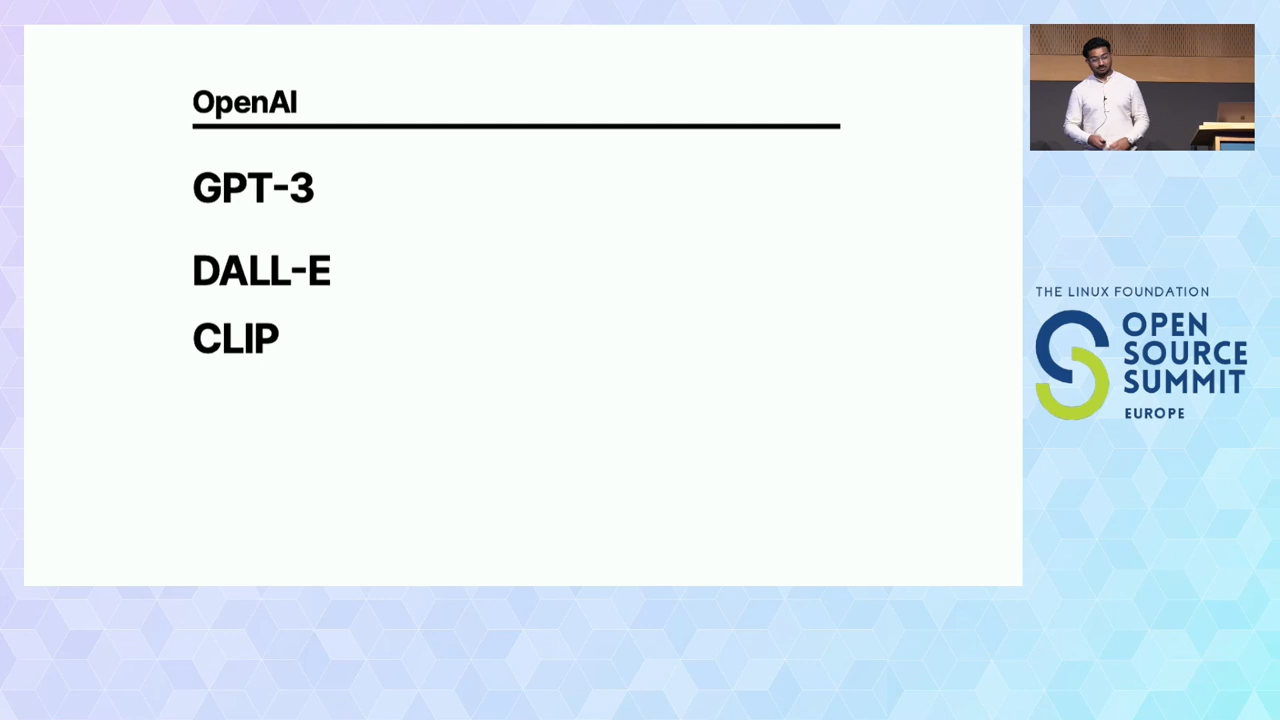 OpenAI
GPT-3
DALL-E
CLIP
THE LINUX FOUNDATION
OPEN
SOURCE
SUMMIT
EUROPE